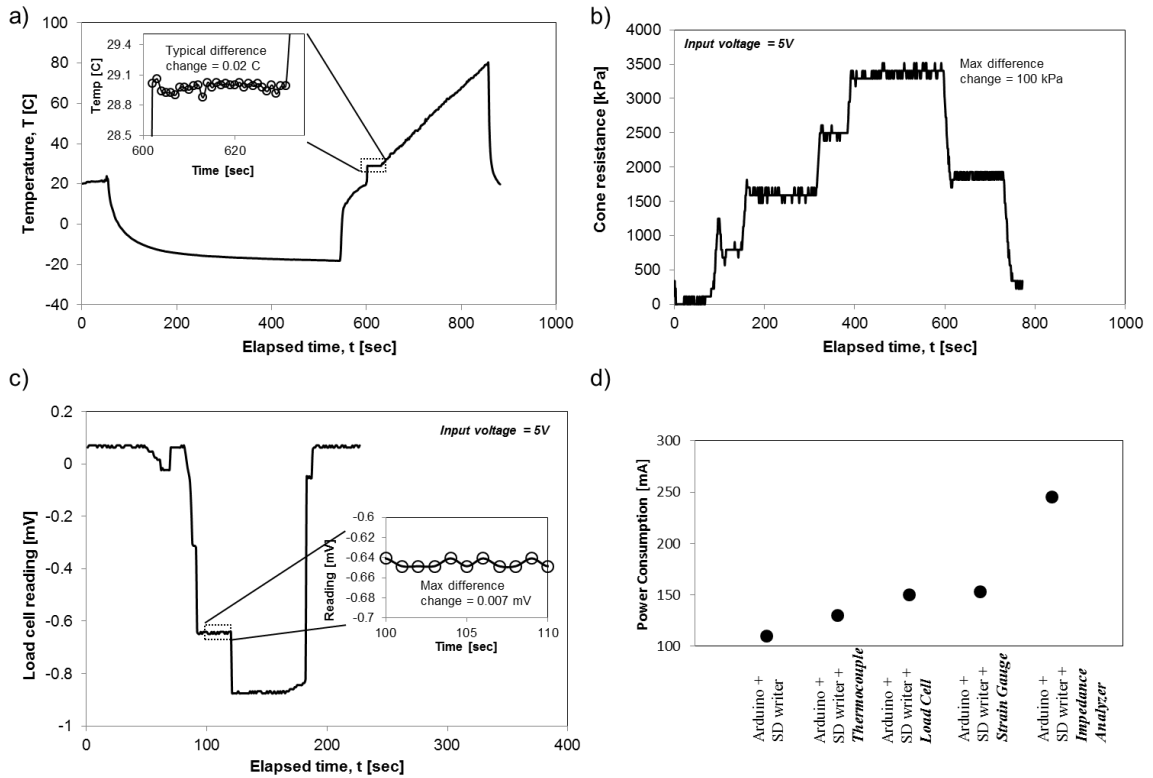 a)
Temperature, T [C]
100
80
60
40
20
0
-20
-40
0
200
400
600
800
1000
Elapsed time, t [sec]
Temp [C]
29.4
29.1
28.8
28.5
600
620
Time [sec]
Typical difference
change = 0.02 C
b)
Cone resistance [kPa]
4000
3500
3000
2500
2000
1500
1000
500
0
0
200
400
600
800
1000
Elapsed time, t [sec]
Input voltage = 5V
Max difference
change = 100 kPa
c)
Load cell reading [mV]
0.2
0
-0.2
-0.4
-0.6
-0.8
-1
0
100
200
300
400
Elapsed time, t [sec]
Input voltage = 5V
Reading [mV]
-0.6
-0.62
-0.64
-0.66
-0.68
-0.7
100
105
110
Time [sec]
Max difference
change = 0.007 mV
d)
Power Consumption [mA]
300
250
200
150
100
Arduino +
SD writer
Arduino +
SD writer +
Thermocouple
Arduino +
SD writer +
Load Cell
Arduino +
SD writer +
Strain Gauge
Arduino +
SD writer +
Impedance
Analyzer